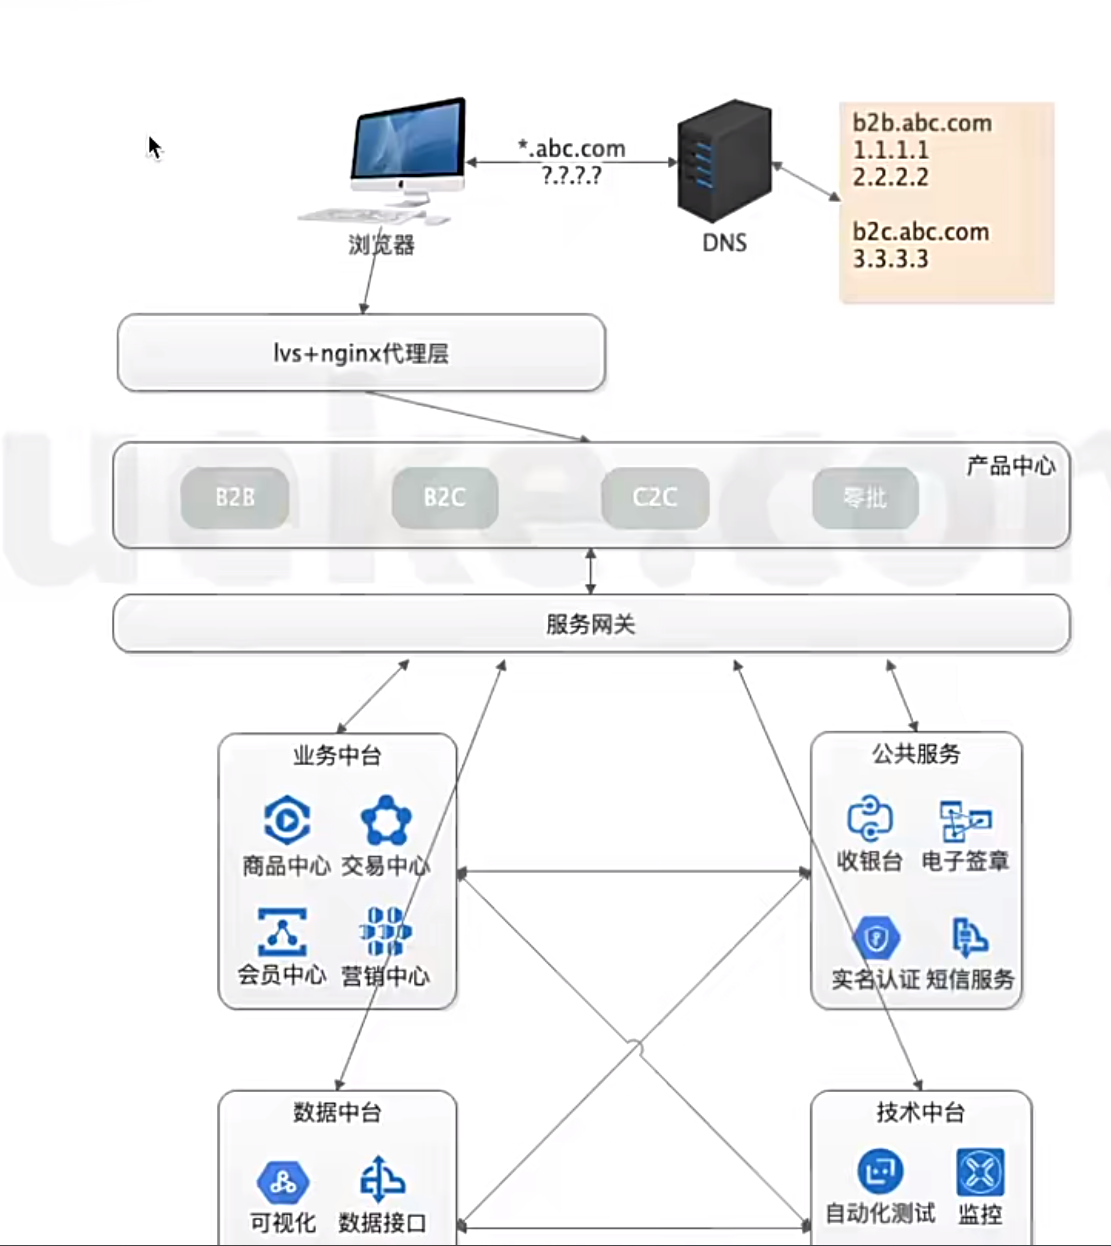 *.abc.com
?.?.?.?
浏览器
DNS
b2b.abc.com
1.1.1.1
2.2.2.2
b2c.abc.com
3.3.3.3
lvs+nginx代理层
产品中心
B2B
B2C
C2C
零批
服务网关
业务中台
商品中心
交易中心
会员中心
营销中心
公共服务
收银台
电子签章
实名认证
短信服务
数据中台
可视化
数据接口
技术中台
自动化测试
监控